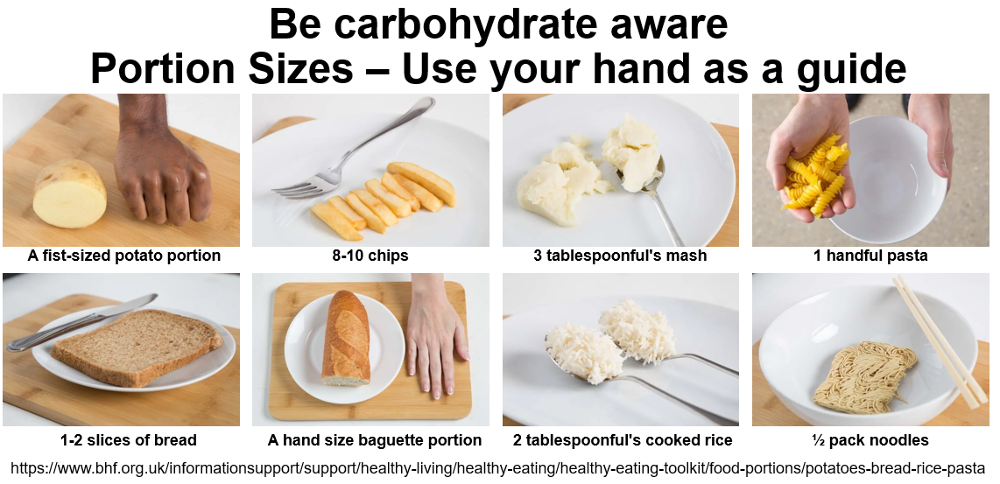 Be carbohydrate aware
Portion Sizes – Use your hand as a guide
A fist-sized potato portion
8-10 chips
3 tablespoonful's mash
1 handful pasta
1-2 slices of bread
A hand size baguette portion
2 tablespoonful's cooked rice
½ pack noodles
https://www.bhf.org.uk/informationsupport/support/healthy-living/healthy-eating/healthy-eating-toolkit/food-portions/potatoes-bread-rice-pasta